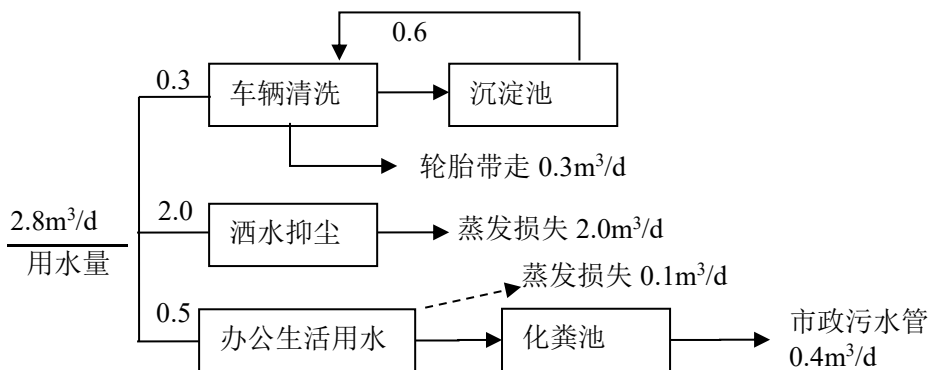 0.6
0.3
车辆清洗
沉淀池
轮胎带走 0.3m³/d
2.8m³/d
用水量
2.0
洒水抑尘
蒸发损失 2.0m³/d
蒸发损失 0.1m³/d
0.5
办公生活用水
化粪池
市政污水管
0.4m³/d